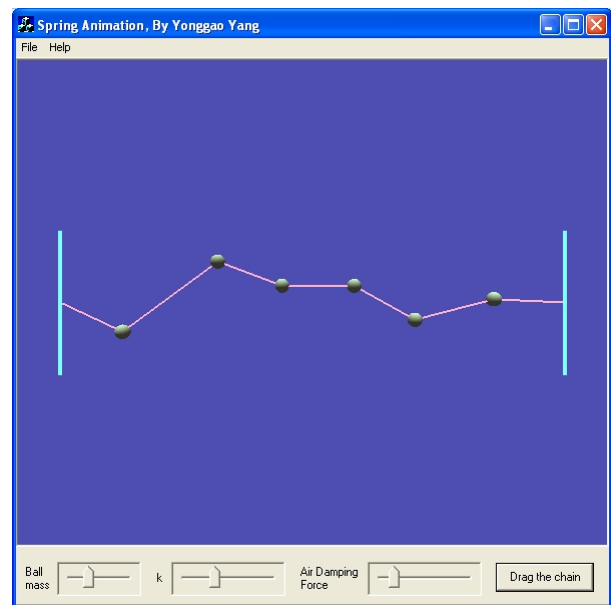 Spring Animation, By Yonggao Yang
File Help
Ball mass
k
Air Damping Force
Drag the chain